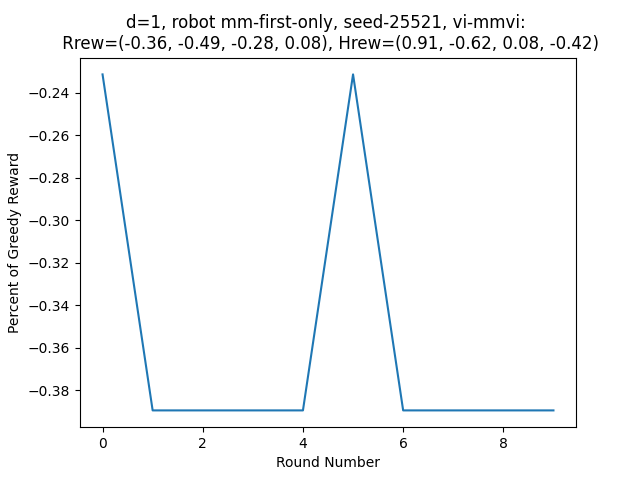 d=1, robot mm-first-only, seed-25521, vi-mmvi:
Rrew=(-0.36, -0.49, -0.28, 0.08), Hrew=(0.91, -0.62, 0.08, -0.42)
Percent of Greedy Reward
−0.24
−0.26
−0.28
−0.30
−0.32
−0.34
−0.36
−0.38
0 2 4 6 8
Round Number